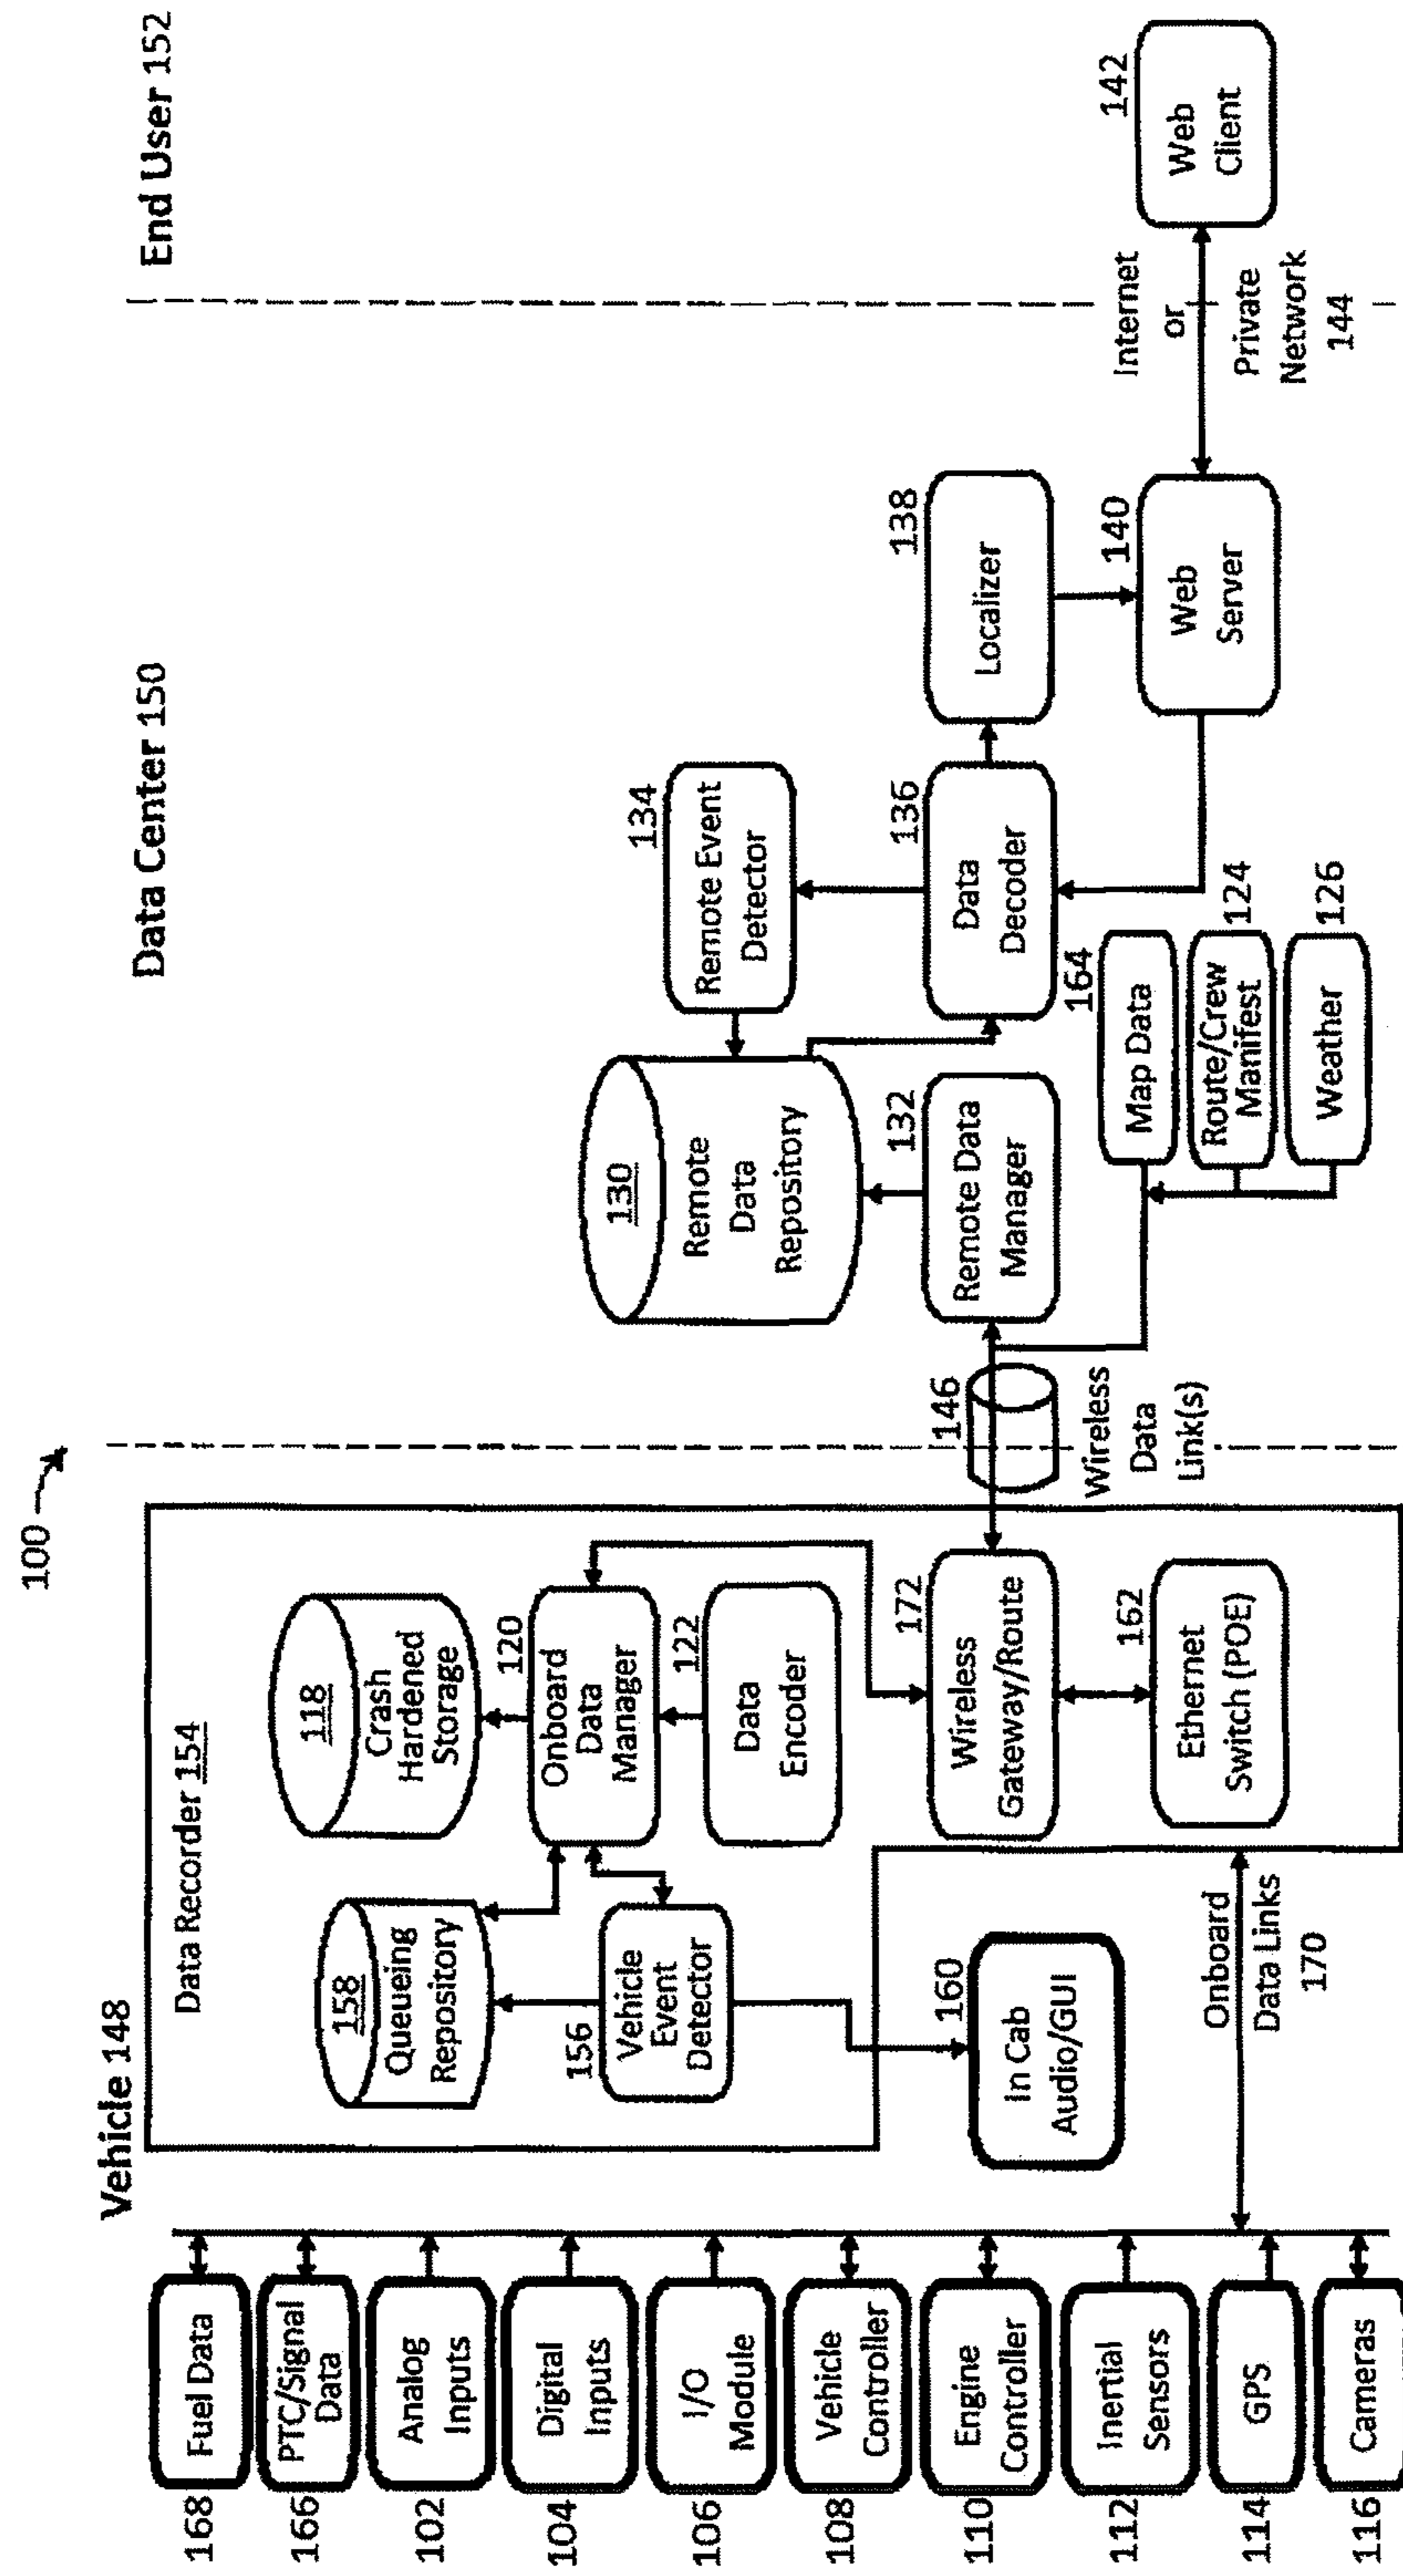 100
Vehicle 148
Data Center 150
End User 152
168
Fuel Data
166
PTC/Signal
Data
102
Analog
Inputs
104
Digital
Inputs
106
I/O
Module
108
Vehicle
Controller
110
Engine
Controller
112
Inertial
Sensors
114
GPS
116
Cameras
Data Recorder 154
158
Queueing
Repository
118
Crash
Hardened
Storage
156
Vehicle
Event
Detector
120
Onboard
Data
Manager
122
Data
Encoder
160
In Cab
Audio/GUI
172
Wireless
Gateway/Route
162
Ethernet
Switch (POE)
Onboard
Data Links
170
146
Wireless
Data
Link(s)
130
Remote
Data
Repository
132
Remote Data
Manager
134
Remote Event
Detector
136
Data
Decoder
138
Localizer
164
Map Data
124
Route/Crew
Manifest
126
Weather
140
Web
Server
Internet
or
Private
Network
144
142
Web
Client